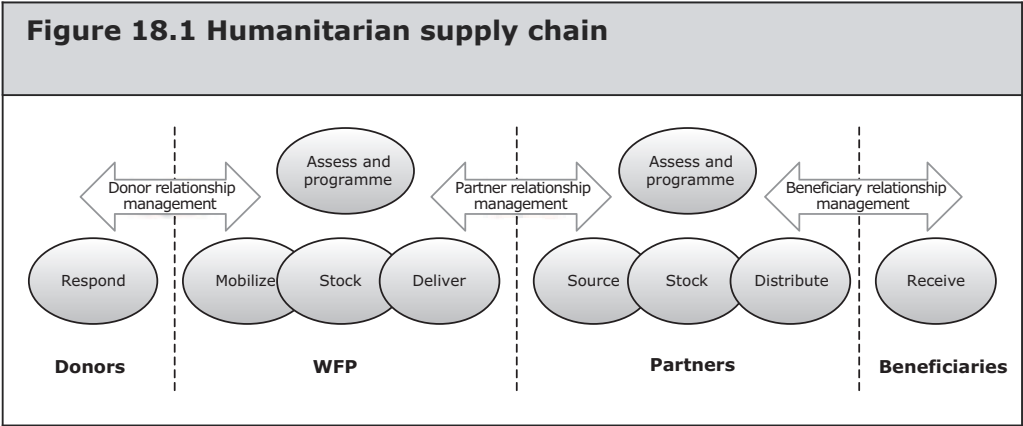 Figure 18.1 Humanitarian supply chain
Assess and
programme
Assess and
programme
Donor relationship
management
Partner relationship
management
Beneficiary relationship
management
Respond
Mobilize
Stock
Deliver
Source
Stock
Distribute
Receive
Donors
WFP
Partners
Beneficiaries